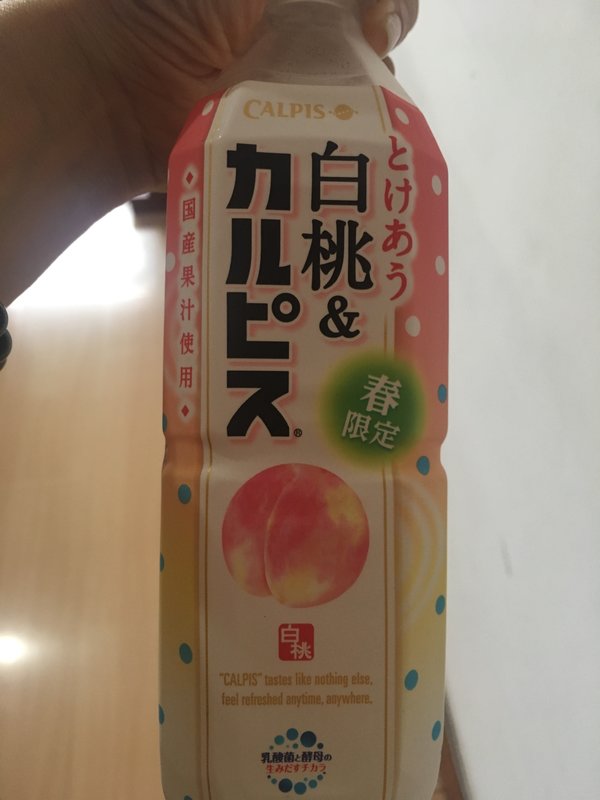 CALPIS
とけあう
白桃&
カルピス®
国産果汁使用
春
限定
白桃
"CALPIS" tastes like nothing else,
feel refreshed anytime, anywhere.
乳酸菌と酵母の
生みだすチカラ